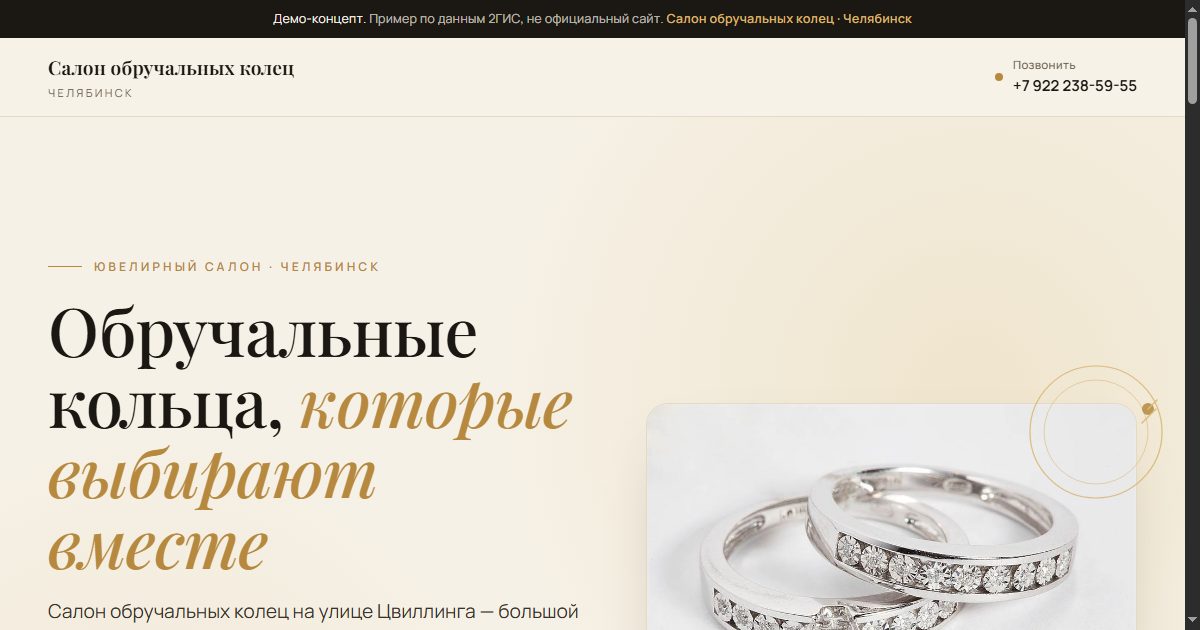 Демо-концепт. Пример по данным 2ГИС, не официальный сайт. Салон обручальных колец · Челябинск
Салон обручальных колец
ЧЕЛЯБИНСК
Позвонить
+7 922 238-59-55
ЮВЕЛИРНЫЙ САЛОН · ЧЕЛЯБИНСК
Обручальные
кольца, которые
выбирают
вместе
Салон обручальных колец на улице Цвиллинга — большой